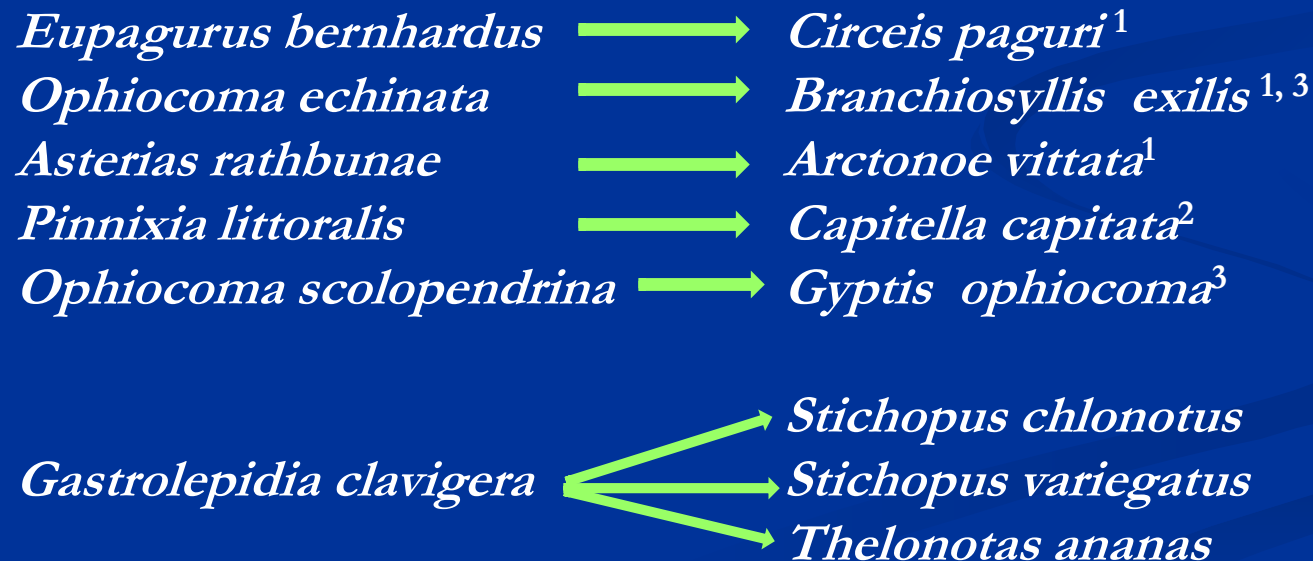 Eupagurus bernhardus Circeis paguri 1
Ophiocoma echinata Branchiosyllis exilis 1, 3
Asterias rathbunae Arctonoe vittata1
Pinnixia littoralis Capitella capitata2
Ophiocoma scolopendrina Gyptis ophiocoma3
Stichopus chlonotus
Gastrolepidia clavigera Stichopus variegatus
Thelonotas ananas